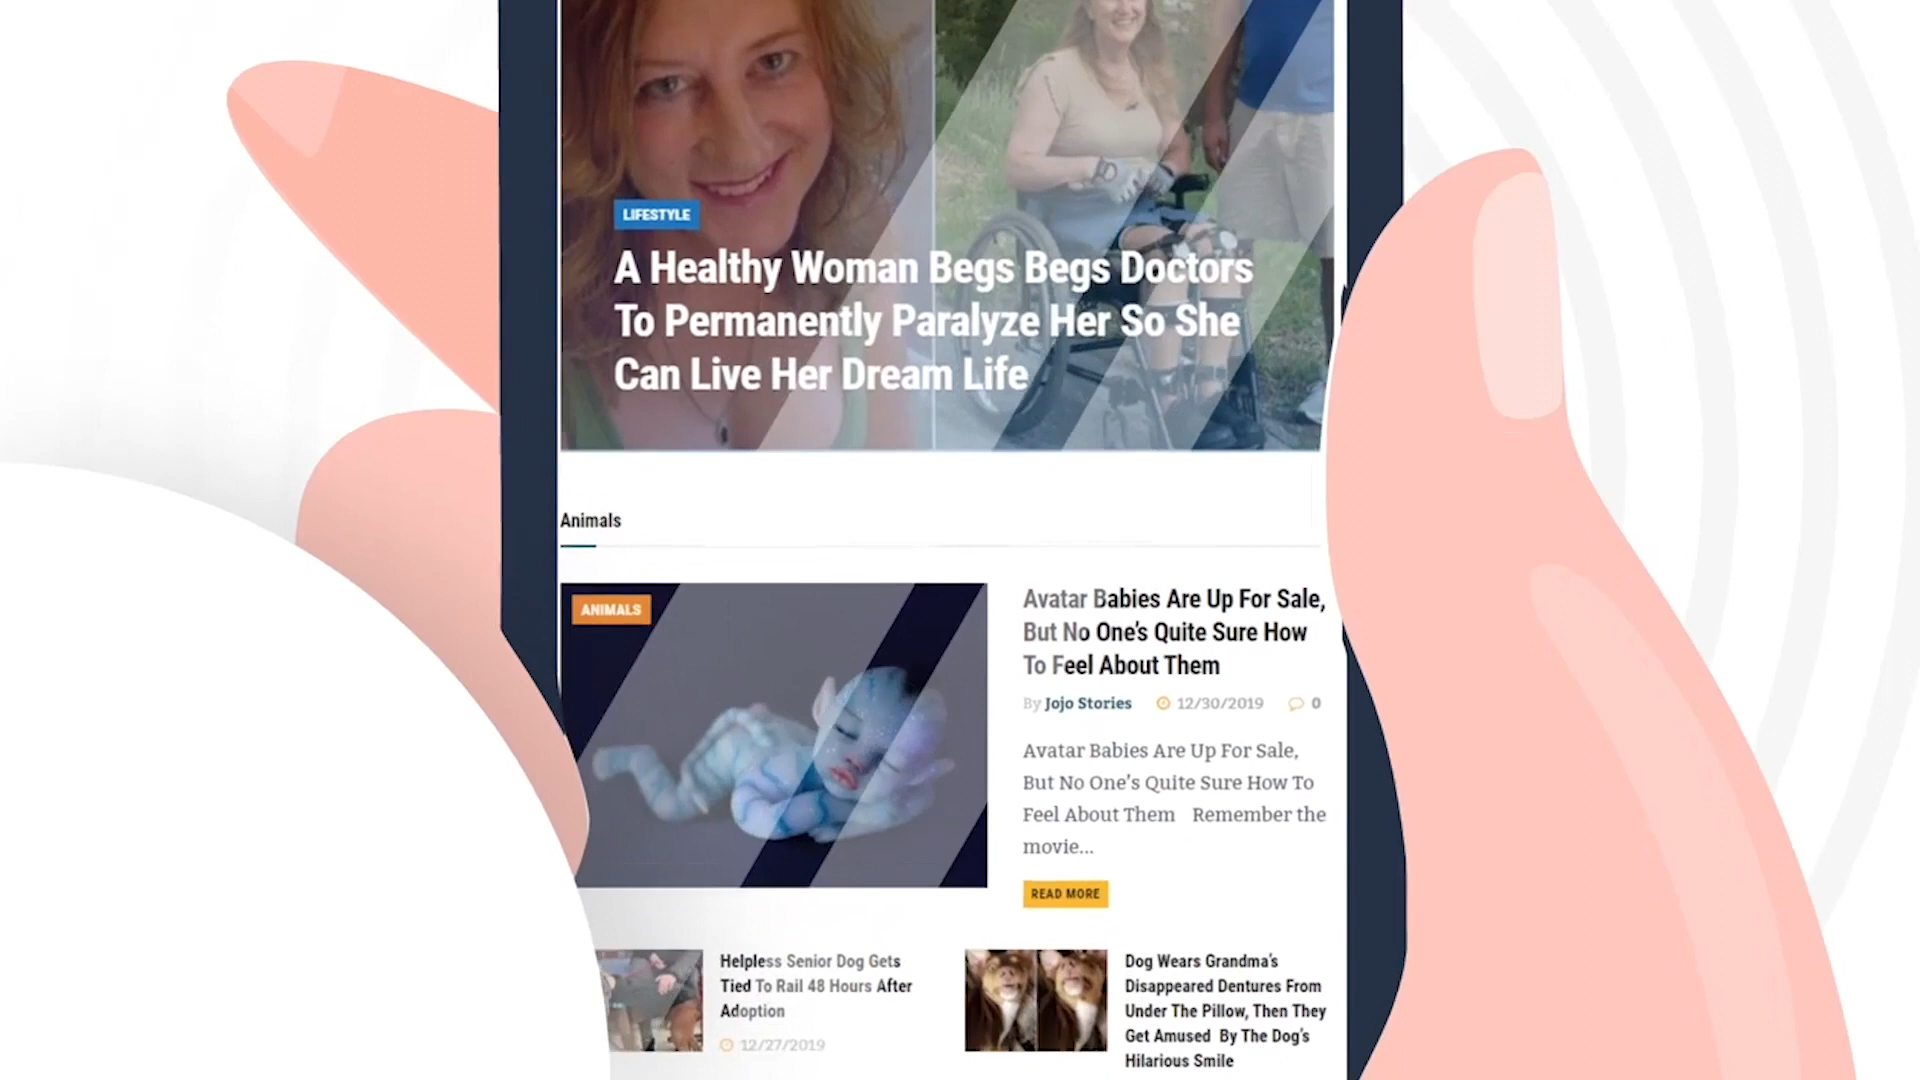 LIFESTYLE
A Healthy Woman Begs Begs Doctors
To Permanently Paralyze Her So She
Can Live Her Dream Life
Animals
ANIMALS
Avatar Babies Are Up For Sale,
But No One’s Quite Sure How
To Feel About Them
By Jojo Stories 12/30/2019 0
Avatar Babies Are Up For Sale,
But No One’s Quite Sure How To
Feel About Them Remember the
movie...
READ MORE
Helpless Senior Dog Gets
Tied To Rail 48 Hours After
Adoption
12/27/2019
Dog Wears Grandma’s
Disappeared Dentures From
Under The Pillow, Then They
Get Amused By The Dog’s
Hilarious Smile